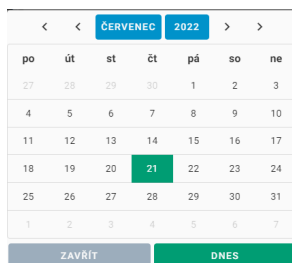 ČERVENEC 2022
po út st čt pá so ne
27 28 29 30 1 2 3
4 5 6 7 8 9 10
11 12 13 14 15 16 17
18 19 20 21 22 23 24
25 26 27 28 29 30 31
1 2 3 4 5 6 7
ZAVŘÍT DNES